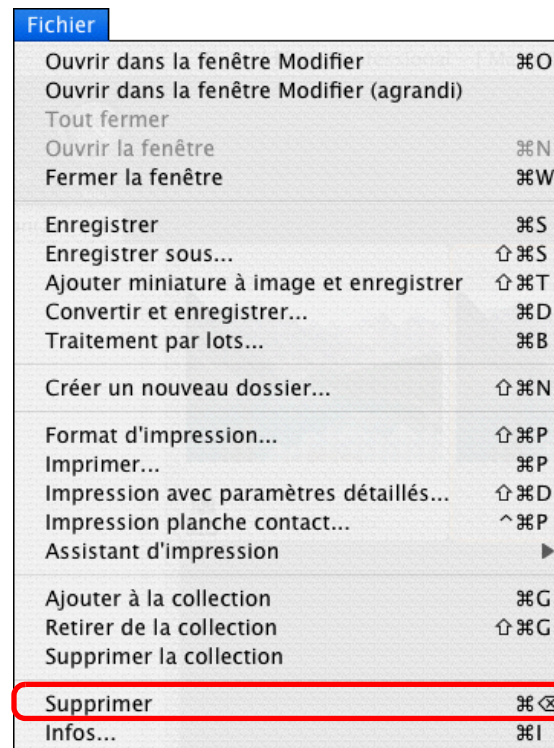 Fichier
Ouvrir dans la fenêtre Modifier ⌘O
Ouvrir dans la fenêtre Modifier (agrandi)
Tout fermer
Ouvrir la fenêtre ⌘N
Fermer la fenêtre ⌘W
Enregistrer ⌘S
Enregistrer sous... ⇧⌘S
Ajouter miniature à image et enregistrer ⇧⌘T
Convertir et enregistrer... ⌘D
Traitement par lots... ⌘B
Créer un nouveau dossier... ⇧⌘N
Format d'impression... ⇧⌘P
Imprimer... ⌘P
Impression avec paramètres détaillés... ⇧⌘D
Impression planche contact... ^⌘P
Assistant d'impression ▶
Ajouter à la collection ⌘G
Retirer de la collection ⇧⌘G
Supprimer la collection
Supprimer ⌘⌫
Infos... ⌘I